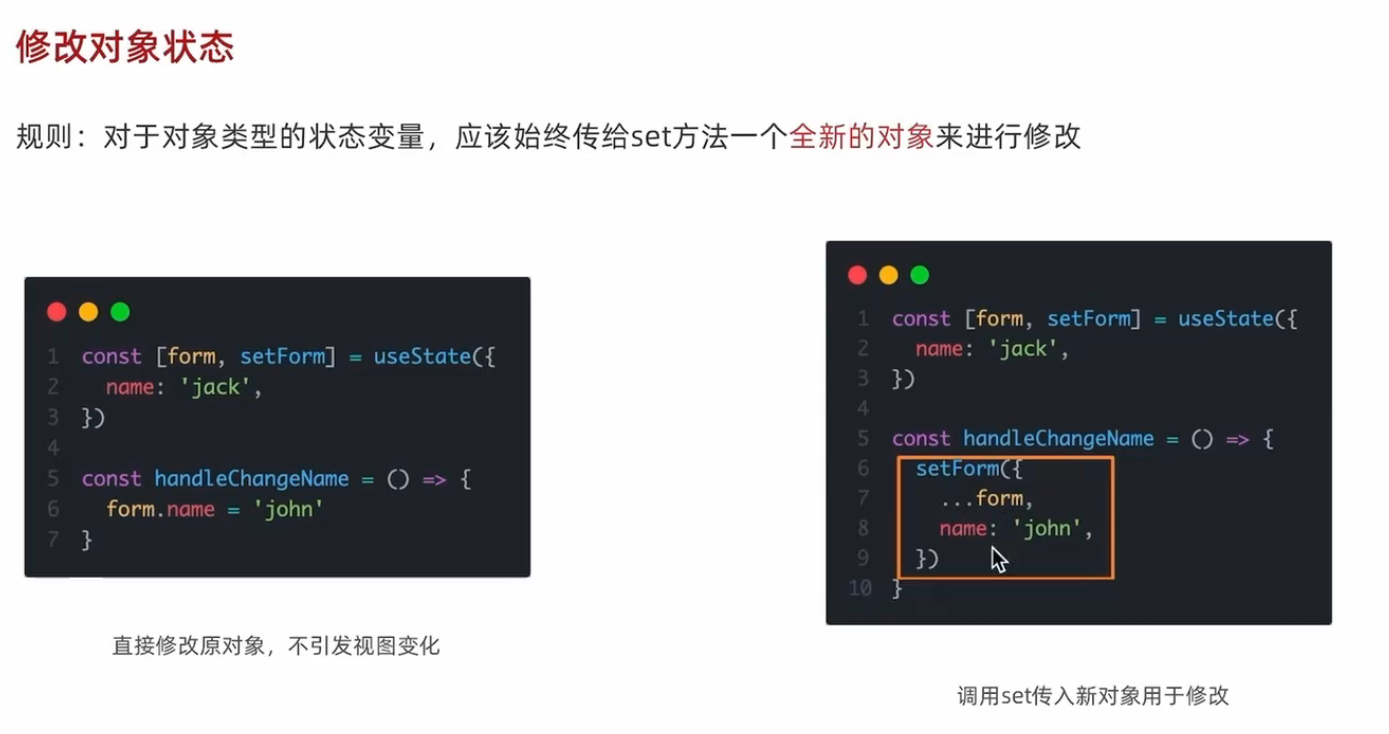 修改对象状态
规则：对于对象类型的状态变量，应该始终传给set方法一个全新的对象来进行修改
1 const [form, setForm] = useState({
2   name: 'jack',
3 })
4
5 const handleChangeName = () => {
6   form.name = 'john'
7 }
直接修改原对象，不引发视图变化
1 const [form, setForm] = useState({
2   name: 'jack',
3 })
4
5 const handleChangeName = () => {
6   setForm({
7     ...form,
8     name: 'john',
9   })
10 }
调用set传入新对象用于修改